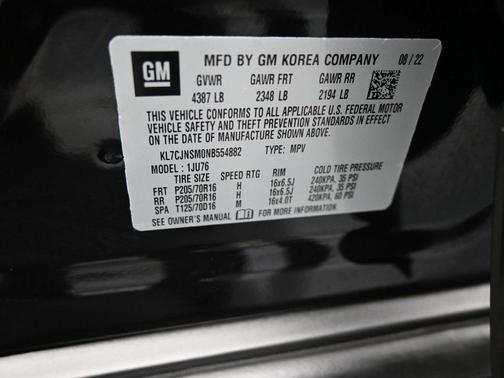 GM
MFD BY GM KOREA COMPANY 08/22
GVWR GAWR FRT GAWR RR
4387 LB 2348 LB 2194 LB
THIS VEHICLE CONFORMS TO ALL APPLICABLE U.S. FEDERAL MOTOR
VEHICLE SAFETY AND THEFT PREVENTION STANDARDS IN EFFECT
ON THE DATE OF MANUFACTURE SHOWN ABOVE.
KL7CJNSM0NB554882 TYPE: MPV
MODEL: 1JU76
TIRE SIZE SPEED RTG RIM COLD TIRE PRESSURE
FRT P205/70R16 H 16x6.5J 240KPA, 35 PSI
RR P205/70R16 H 16x6.5J 240KPA, 35 PSI
SPA T125/70D16 M 16x4.0T 420KPA, 60 PSI
SEE OWNER'S MANUAL FOR MORE INFORMATION.